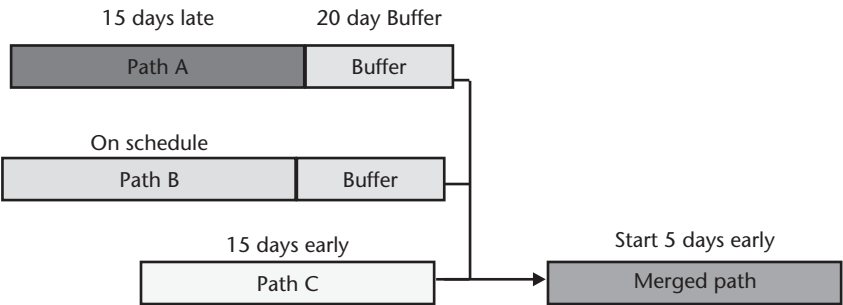 15 days late
20 day Buffer
Path A
Buffer
On schedule
Path B
Buffer
15 days early
Path C
Start 5 days early
Merged path